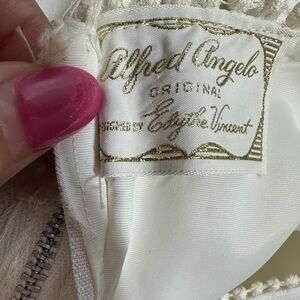 Alfred Angelo
ORIGINAL
DESIGNED BY Edythe Vincent